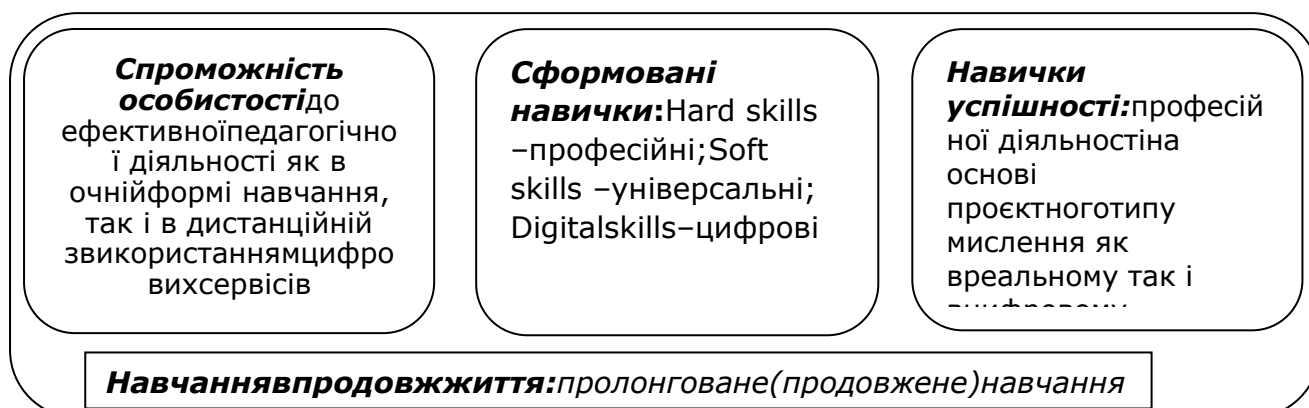 Спроможність
особистостідо
ефективноїпедагогічно
ї діяльності як в
очнійформі навчання,
так і в дистанційній
звикористаннямцифро
вихсервісів
Сформовані
навички:Hard skills
–професійні;Soft
skills –універсальні;
Digitalskills–цифрові
Навички
успішності:професій
ної діяльностіна
основі
проєктноготипу
мислення як
вреальному так і
Навчаннявпродовжжиття:пролонговане(продовжене)навчання